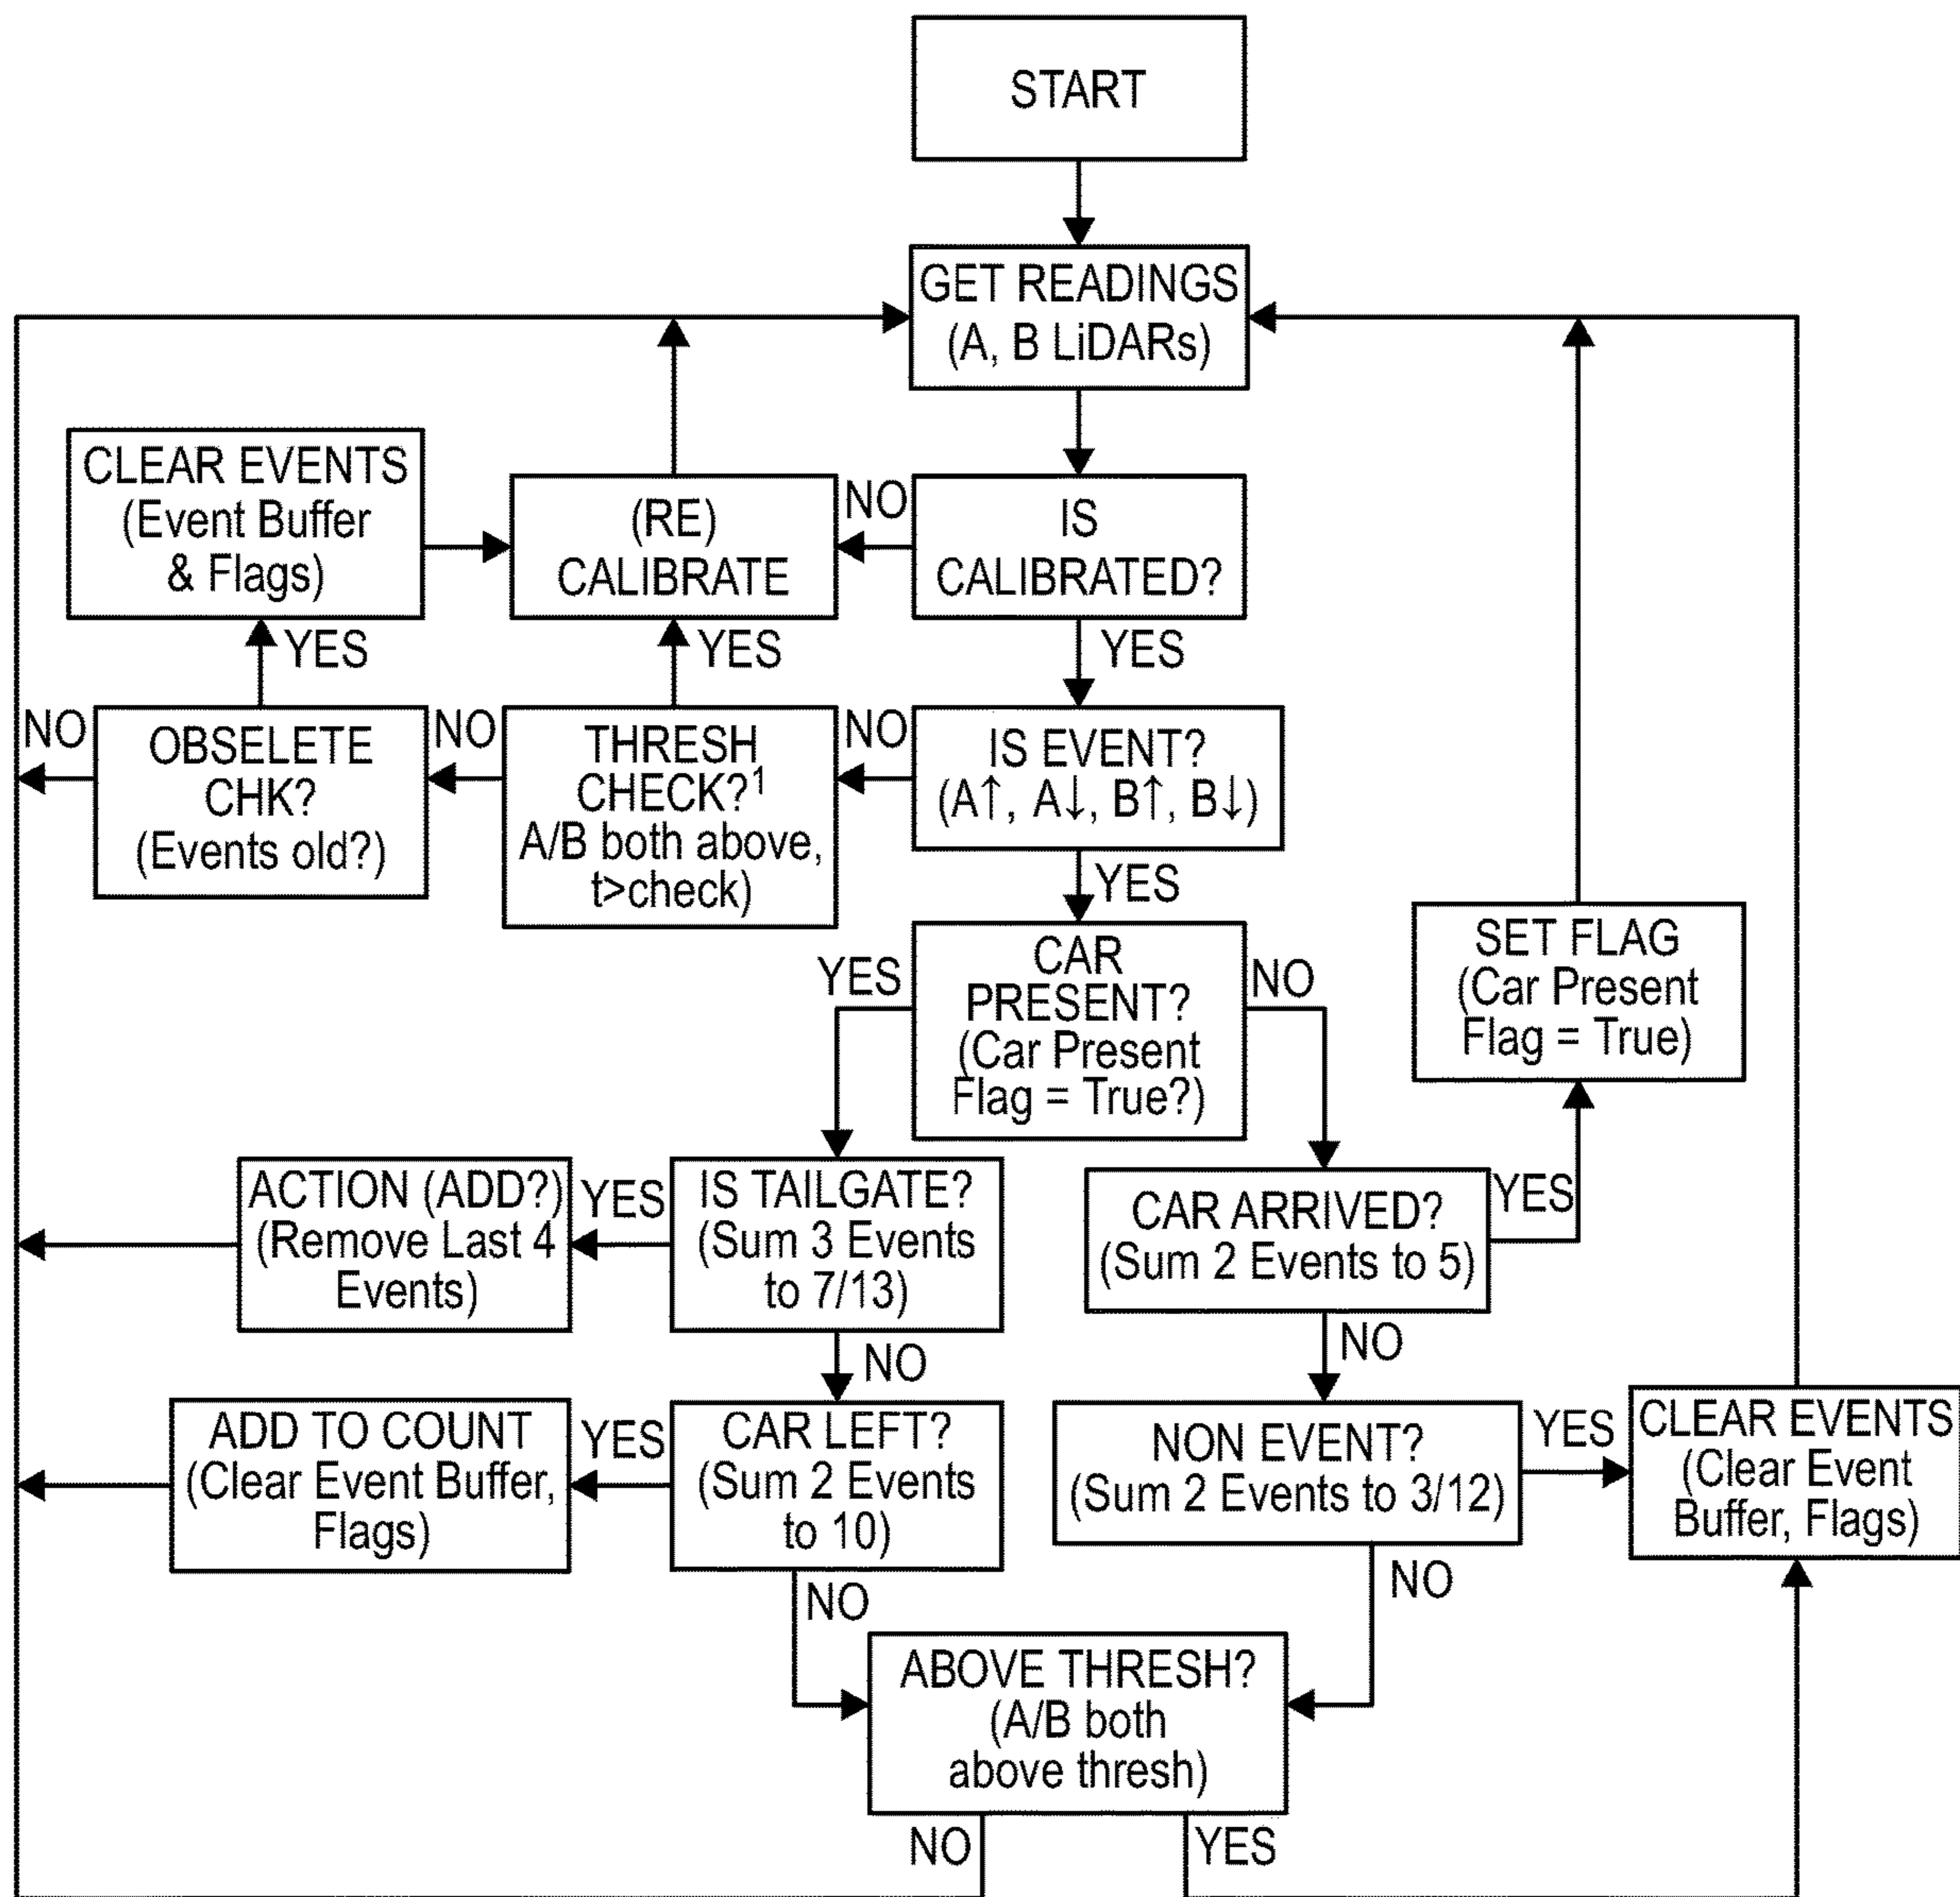 START
GET READINGS
(A, B LiDARs)
CLEAR EVENTS
(Event Buffer
& Flags)
(RE)
CALIBRATE
NO
IS
CALIBRATED?
YES
YES
YES
NO
OBSELETE
CHK?
(Events old?)
NO
THRESH
CHECK?¹
A/B both above,
t>check)
NO
IS EVENT?
(A↑, A↓, B↑, B↓)
YES
YES
CAR
PRESENT?
(Car Present
Flag = True?)
NO
SET FLAG
(Car Present
Flag = True)
ACTION (ADD?)
(Remove Last 4
Events)
YES
IS TAILGATE?
(Sum 3 Events
to 7/13)
CAR ARRIVED?
(Sum 2 Events to 5)
YES
NO
NO
ADD TO COUNT
(Clear Event Buffer,
Flags)
YES
CAR LEFT?
(Sum 2 Events
to 10)
NON EVENT?
(Sum 2 Events to 3/12)
YES
CLEAR EVENTS
(Clear Event
Buffer, Flags)
NO
NO
ABOVE THRESH?
(A/B both
above thresh)
NO
YES